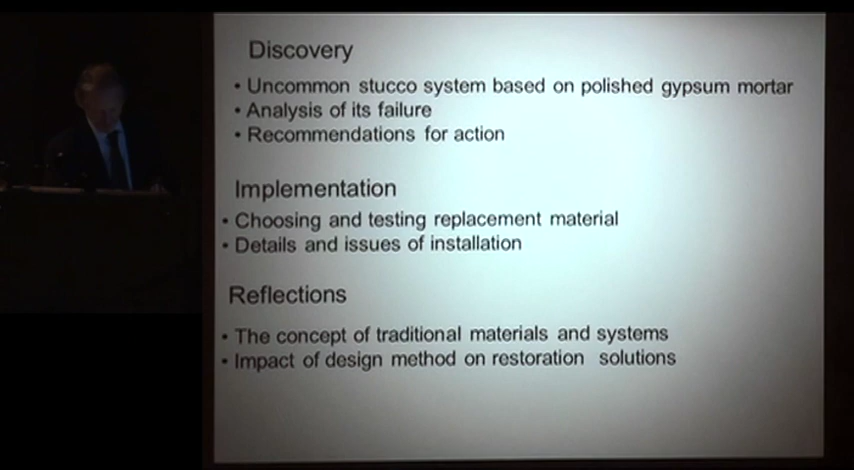 Discovery
• Uncommon stucco system based on polished gypsum mortar
• Analysis of its failure
• Recommendations for action
Implementation
• Choosing and testing replacement material
• Details and issues of installation
Reflections
• The concept of traditional materials and systems
• Impact of design method on restoration solutions